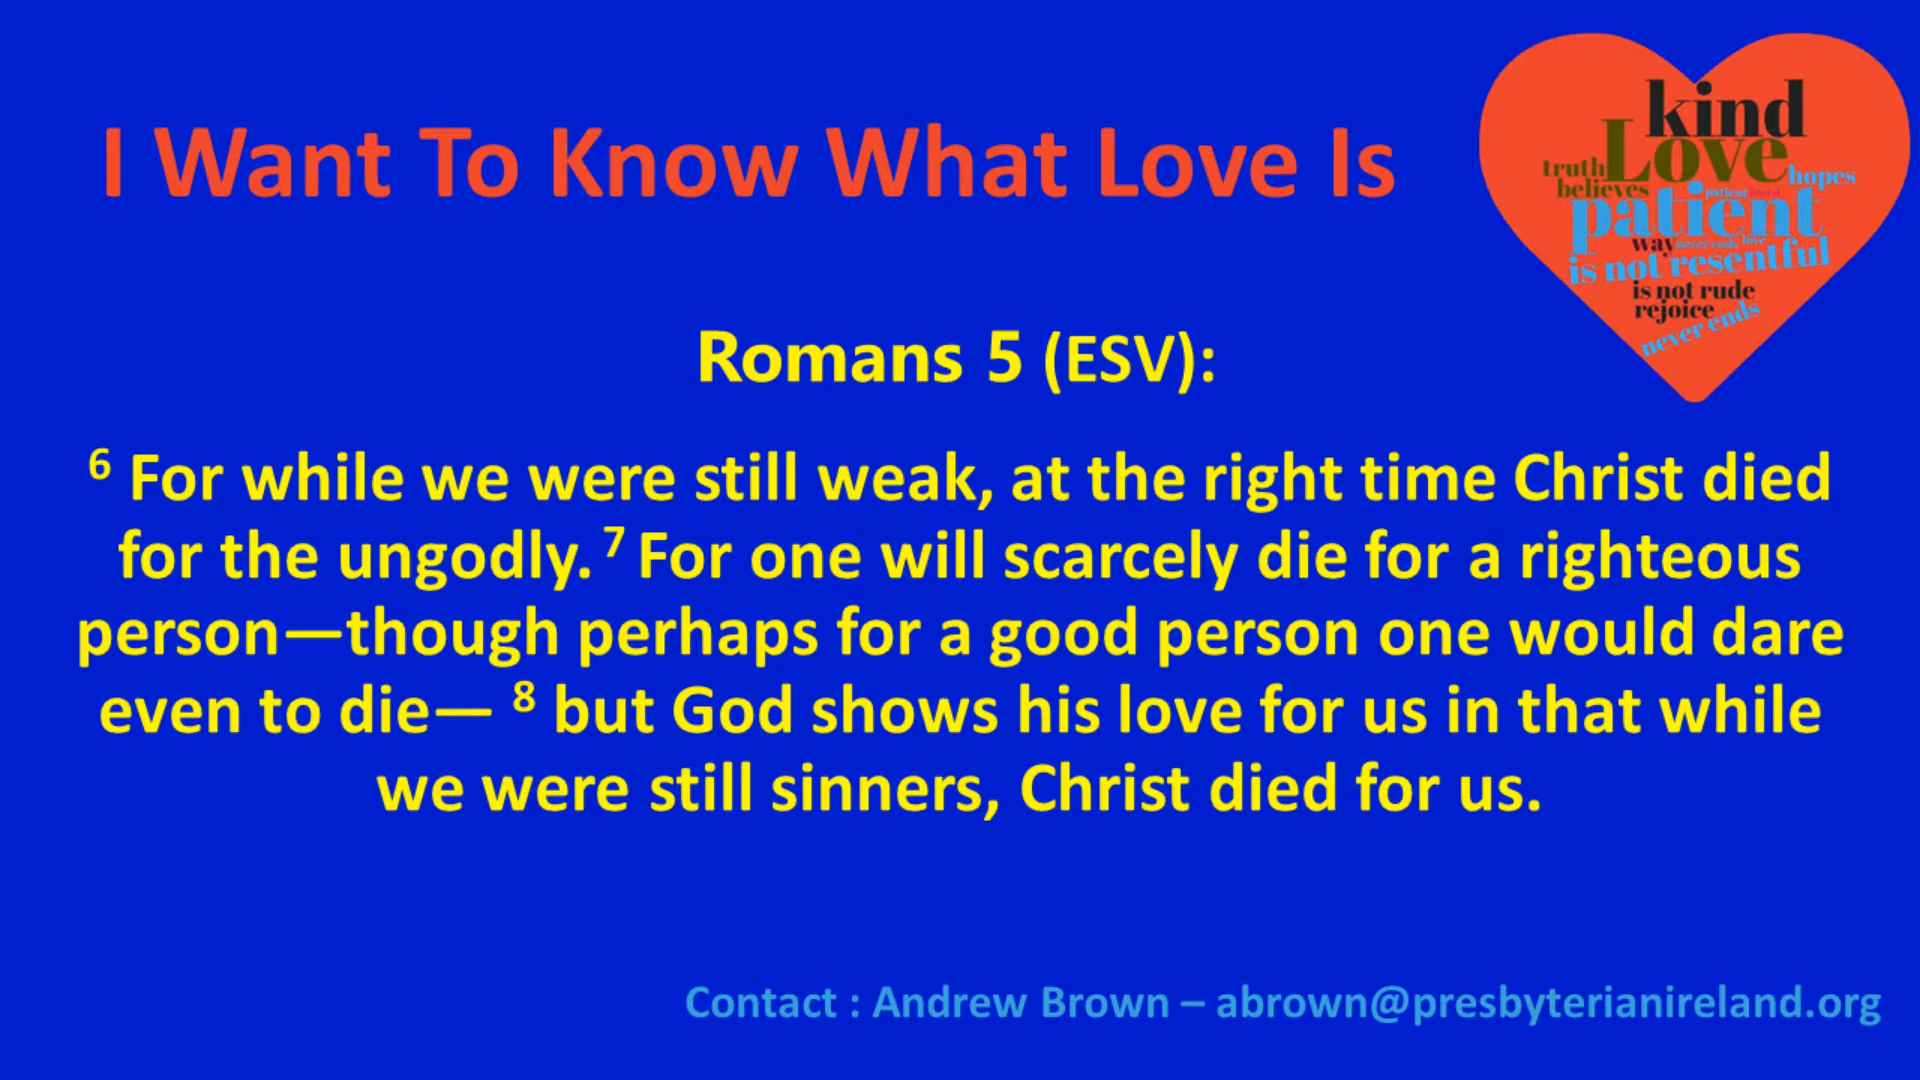 I Want To Know What Love Is
kind
Love
truth
believes
hopes
patient
patient
way
never ends love
is not resentful
is not rude
rejoice
never ends
Romans 5 (ESV):
6 For while we were still weak, at the right time Christ died
for the ungodly. 7 For one will scarcely die for a righteous
person—though perhaps for a good person one would dare
even to die— 8 but God shows his love for us in that while
we were still sinners, Christ died for us.
Contact : Andrew Brown – abrown@presbyterianireland.org